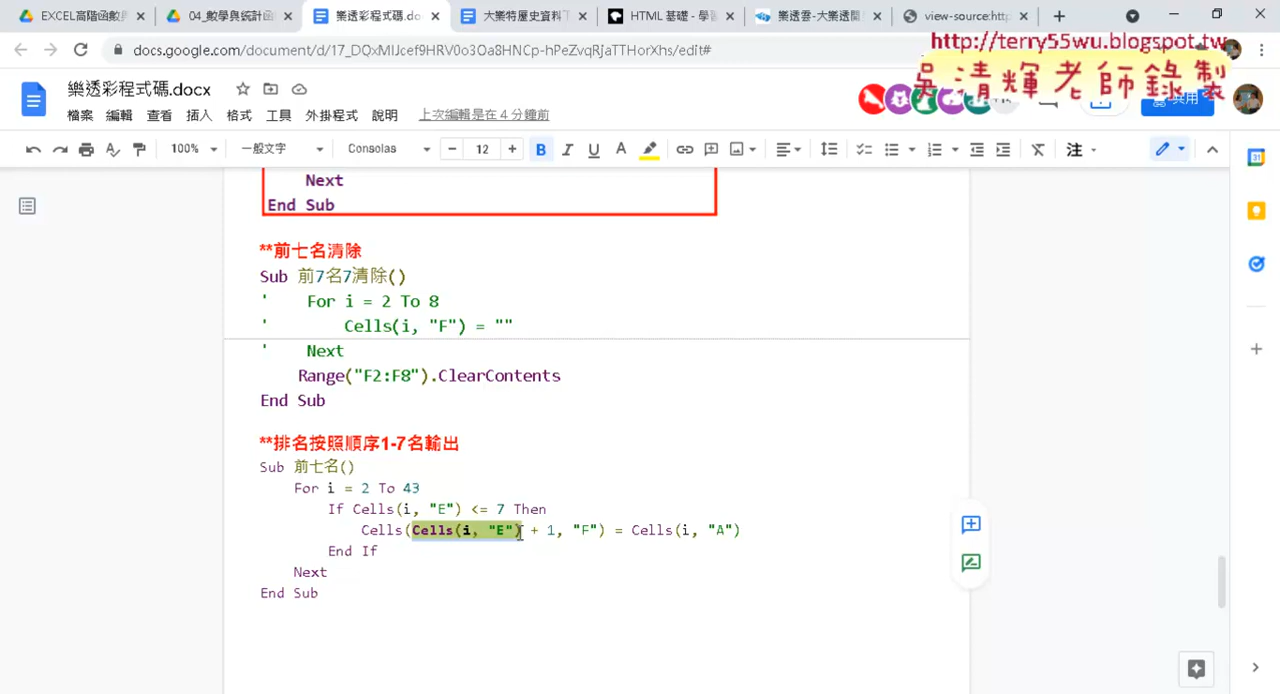 EXCEL高階函數與
04_數學與統計函
樂透彩程式碼.do
大樂特歷史資料下
HTML 基礎 - 學習
樂透雲-大樂透開
view-source:http
docs.google.com/document/d/17_DQxMIJcef9HRV0o3Oa8HNCp-hPeZvqRJaTTHorXhs/edit#
http://terry55wu.blogspot.tw
吳清輝老師錄製
樂透彩程式碼.docx
檔案 編輯 查看 插入 格式 工具 外掛程式 說明 上次編輯是在 4 分鐘前
共用
100% 一般文字 Consolas 12 B I U A 注
Next
End Sub
**前七名清除
Sub 前7名7清除()
' For i = 2 To 8
' Cells(i, "F") = ""
' Next
Range("F2:F8").ClearContents
End Sub
**排名按照順序1-7名輸出
Sub 前七名()
For i = 2 To 43
If Cells(i, "E") <= 7 Then
Cells(Cells(i, "E") + 1, "F") = Cells(i, "A")
End If
Next
End Sub